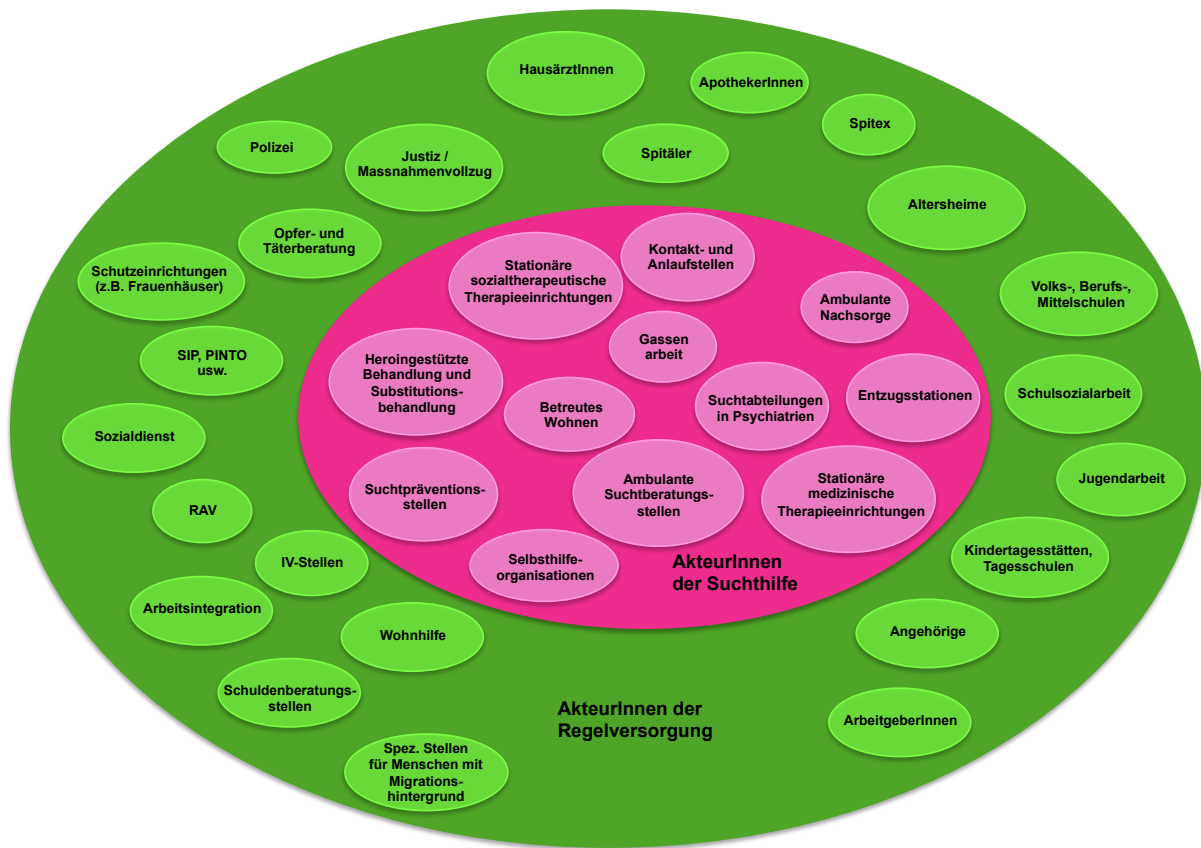 HausärztInnen
ApothekerInnen
Spitex
Polizei
Justiz /
Massnahmenvollzug
Spitäler
Altersheime
Opfer- und
Täterberatung
Kontakt- und
Anlaufstellen
Stationäre
sozialtherapeutische
Therapieeinrichtungen
Schutzeinrichtungen
(z.B. Frauenhäuser)
Volks-, Berufs-,
Mittelschulen
Ambulante
Nachsorge
Gassen
arbeit
SIP, PINTO
usw.
Heroingestützte
Behandlung und
Substitutions-
behandlung
Betreutes
Wohnen
Suchtabteilungen
in Psychiatrien
Entzugsstationen
Schulsozialarbeit
Sozialdienst
Jugendarbeit
Suchtpräventions-
stellen
Ambulante
Suchtberatungs-
stellen
Stationäre
medizinische
Therapieeinrichtungen
RAV
IV-Stellen
Selbsthilfe-
organisationen
AkteurInnen
der Suchthilfe
Kindertagesstätten,
Tagesschulen
Arbeitsintegration
Wohnhilfe
Angehörige
Schuldenberatungs-
stellen
AkteurInnen der
Regelversorgung
ArbeitgeberInnen
Spez. Stellen
für Menschen mit
Migrations-
hintergrund